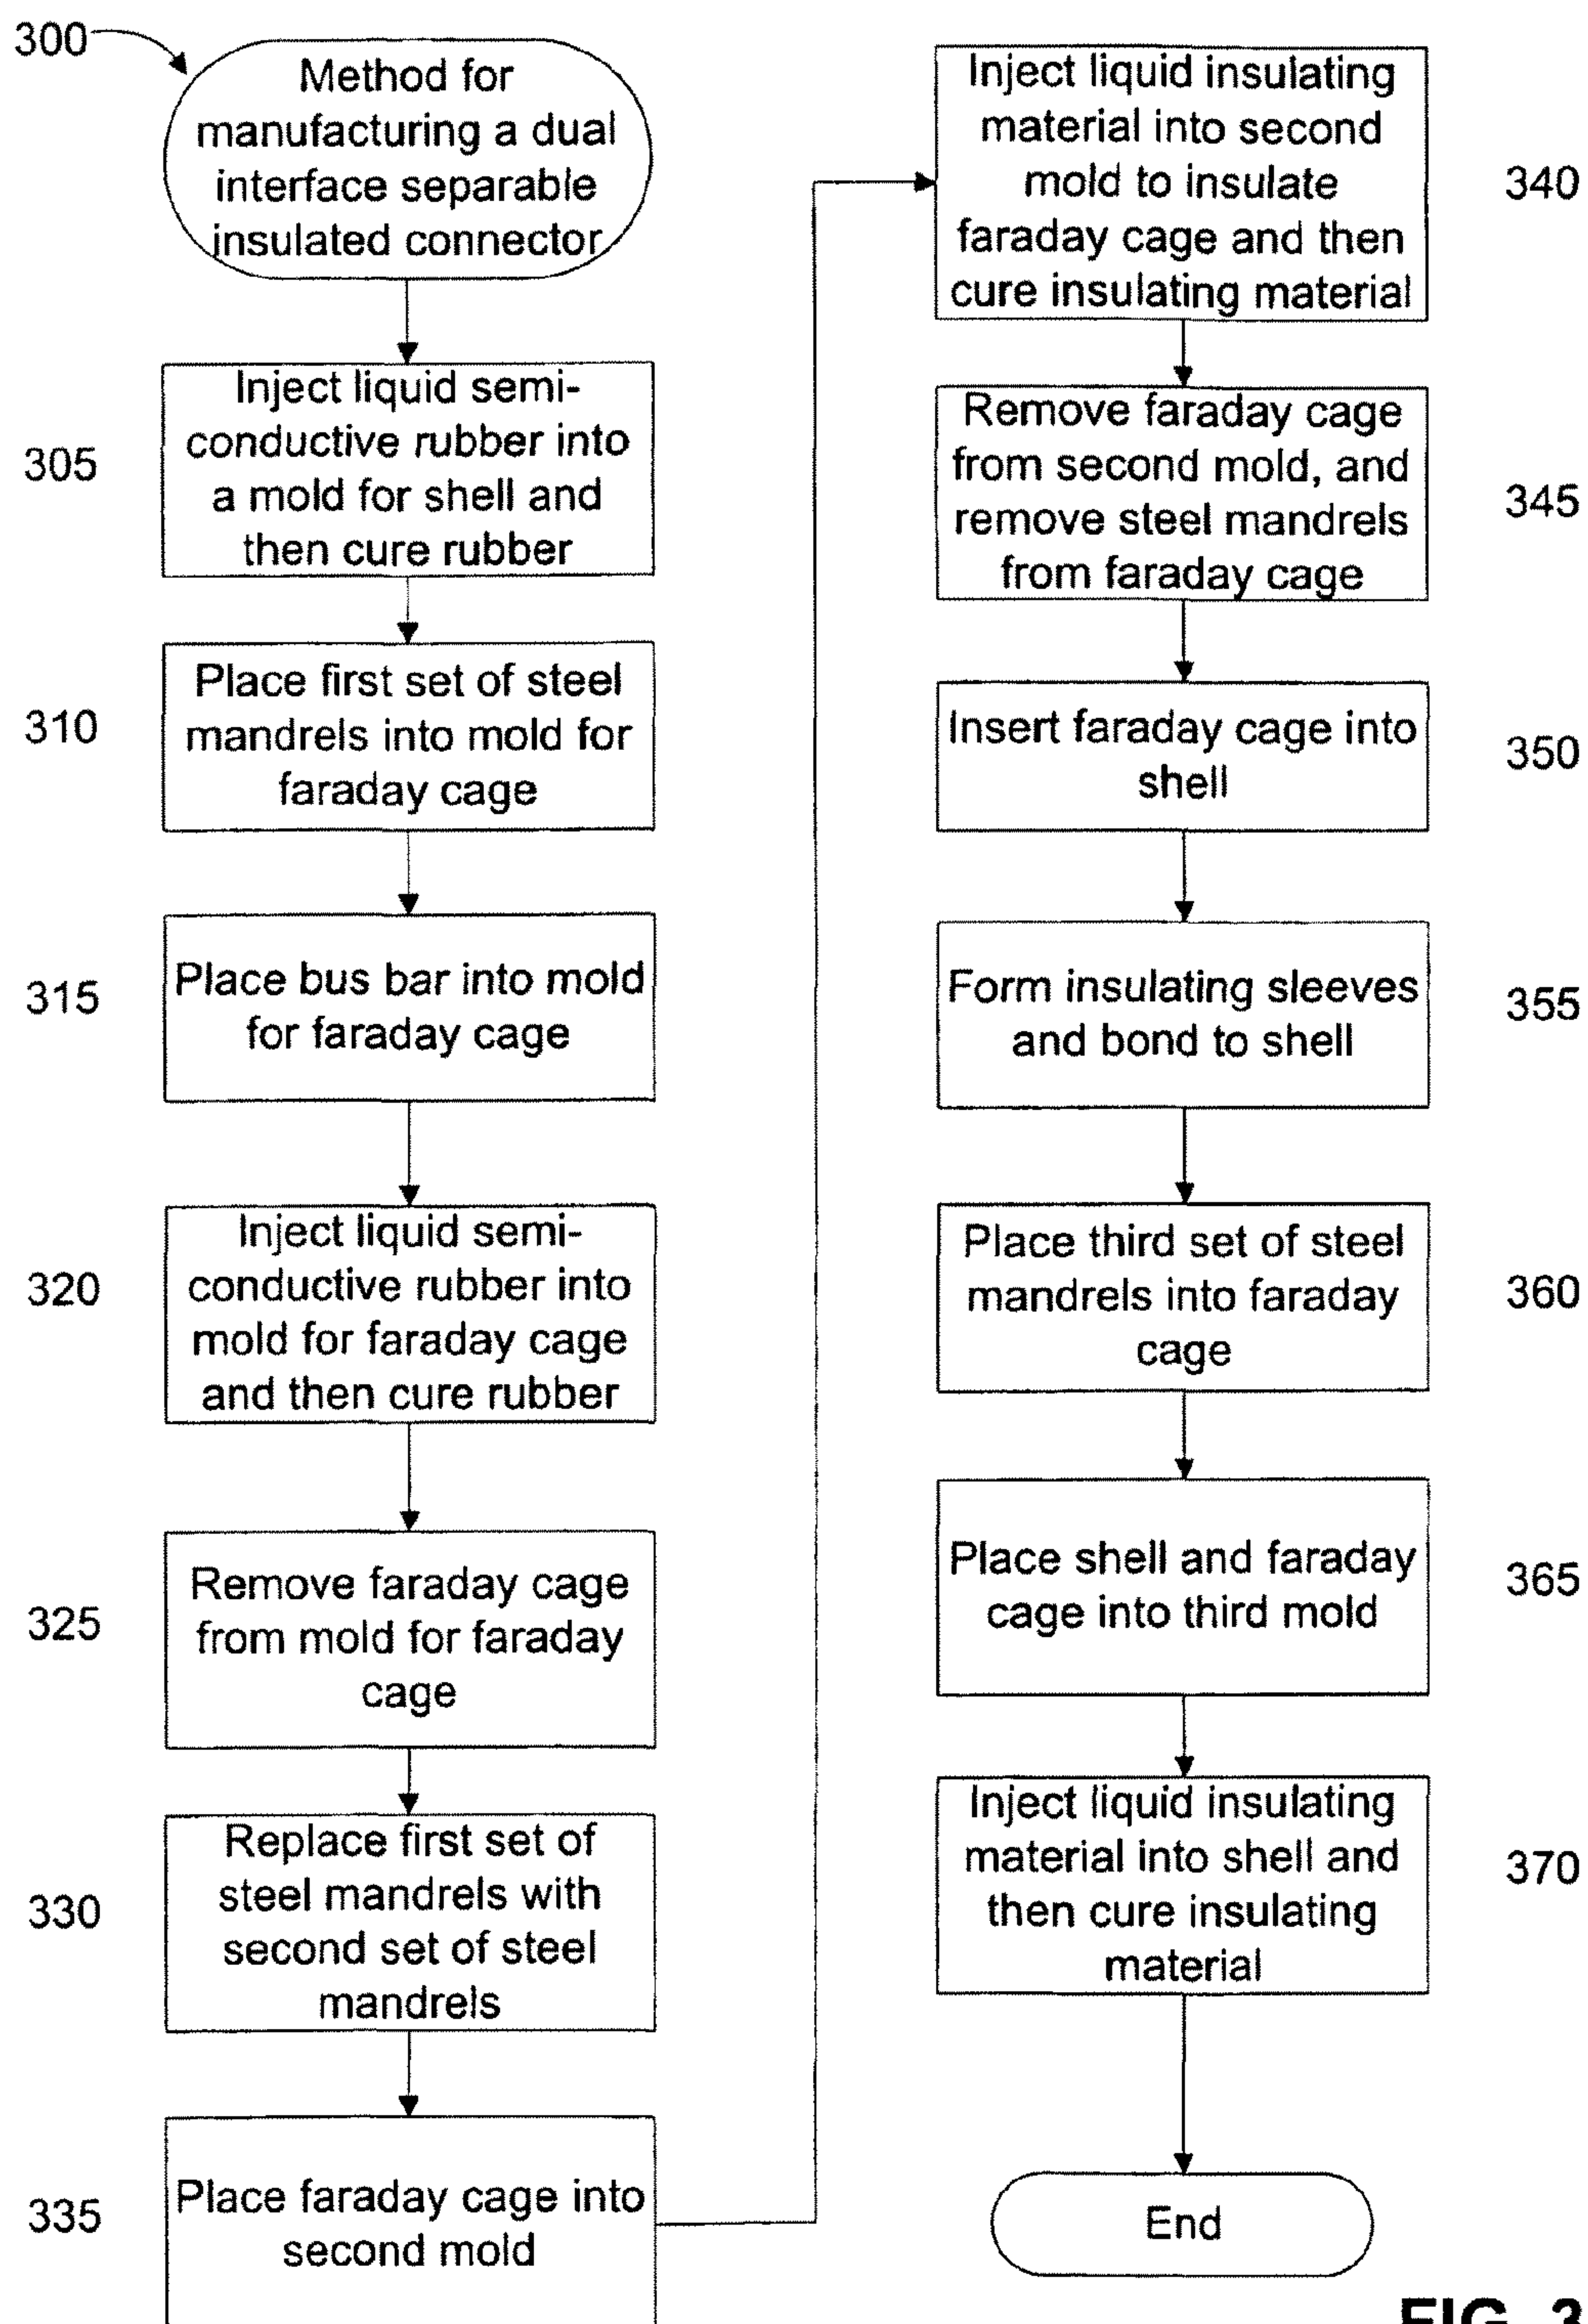 300
Method for
manufacturing a dual
interface separable
insulated connector
305
Inject liquid semi-
conductive rubber into
a mold for shell and
then cure rubber
310
Place first set of steel
mandrels into mold for
faraday cage
315
Place bus bar into mold
for faraday cage
320
Inject liquid semi-
conductive rubber into
mold for faraday cage
and then cure rubber
325
Remove faraday cage
from mold for faraday
cage
330
Replace first set of
steel mandrels with
second set of steel
mandrels
335
Place faraday cage into
second mold
Inject liquid insulating
material into second
mold to insulate
faraday cage and then
cure insulating material
340
Remove faraday cage
from second mold, and
remove steel mandrels
from faraday cage
345
Insert faraday cage into
shell
350
Form insulating sleeves
and bond to shell
355
Place third set of steel
mandrels into faraday
cage
360
Place shell and faraday
cage into third mold
365
Inject liquid insulating
material into shell and
then cure insulating
material
370
End
FIG. 3